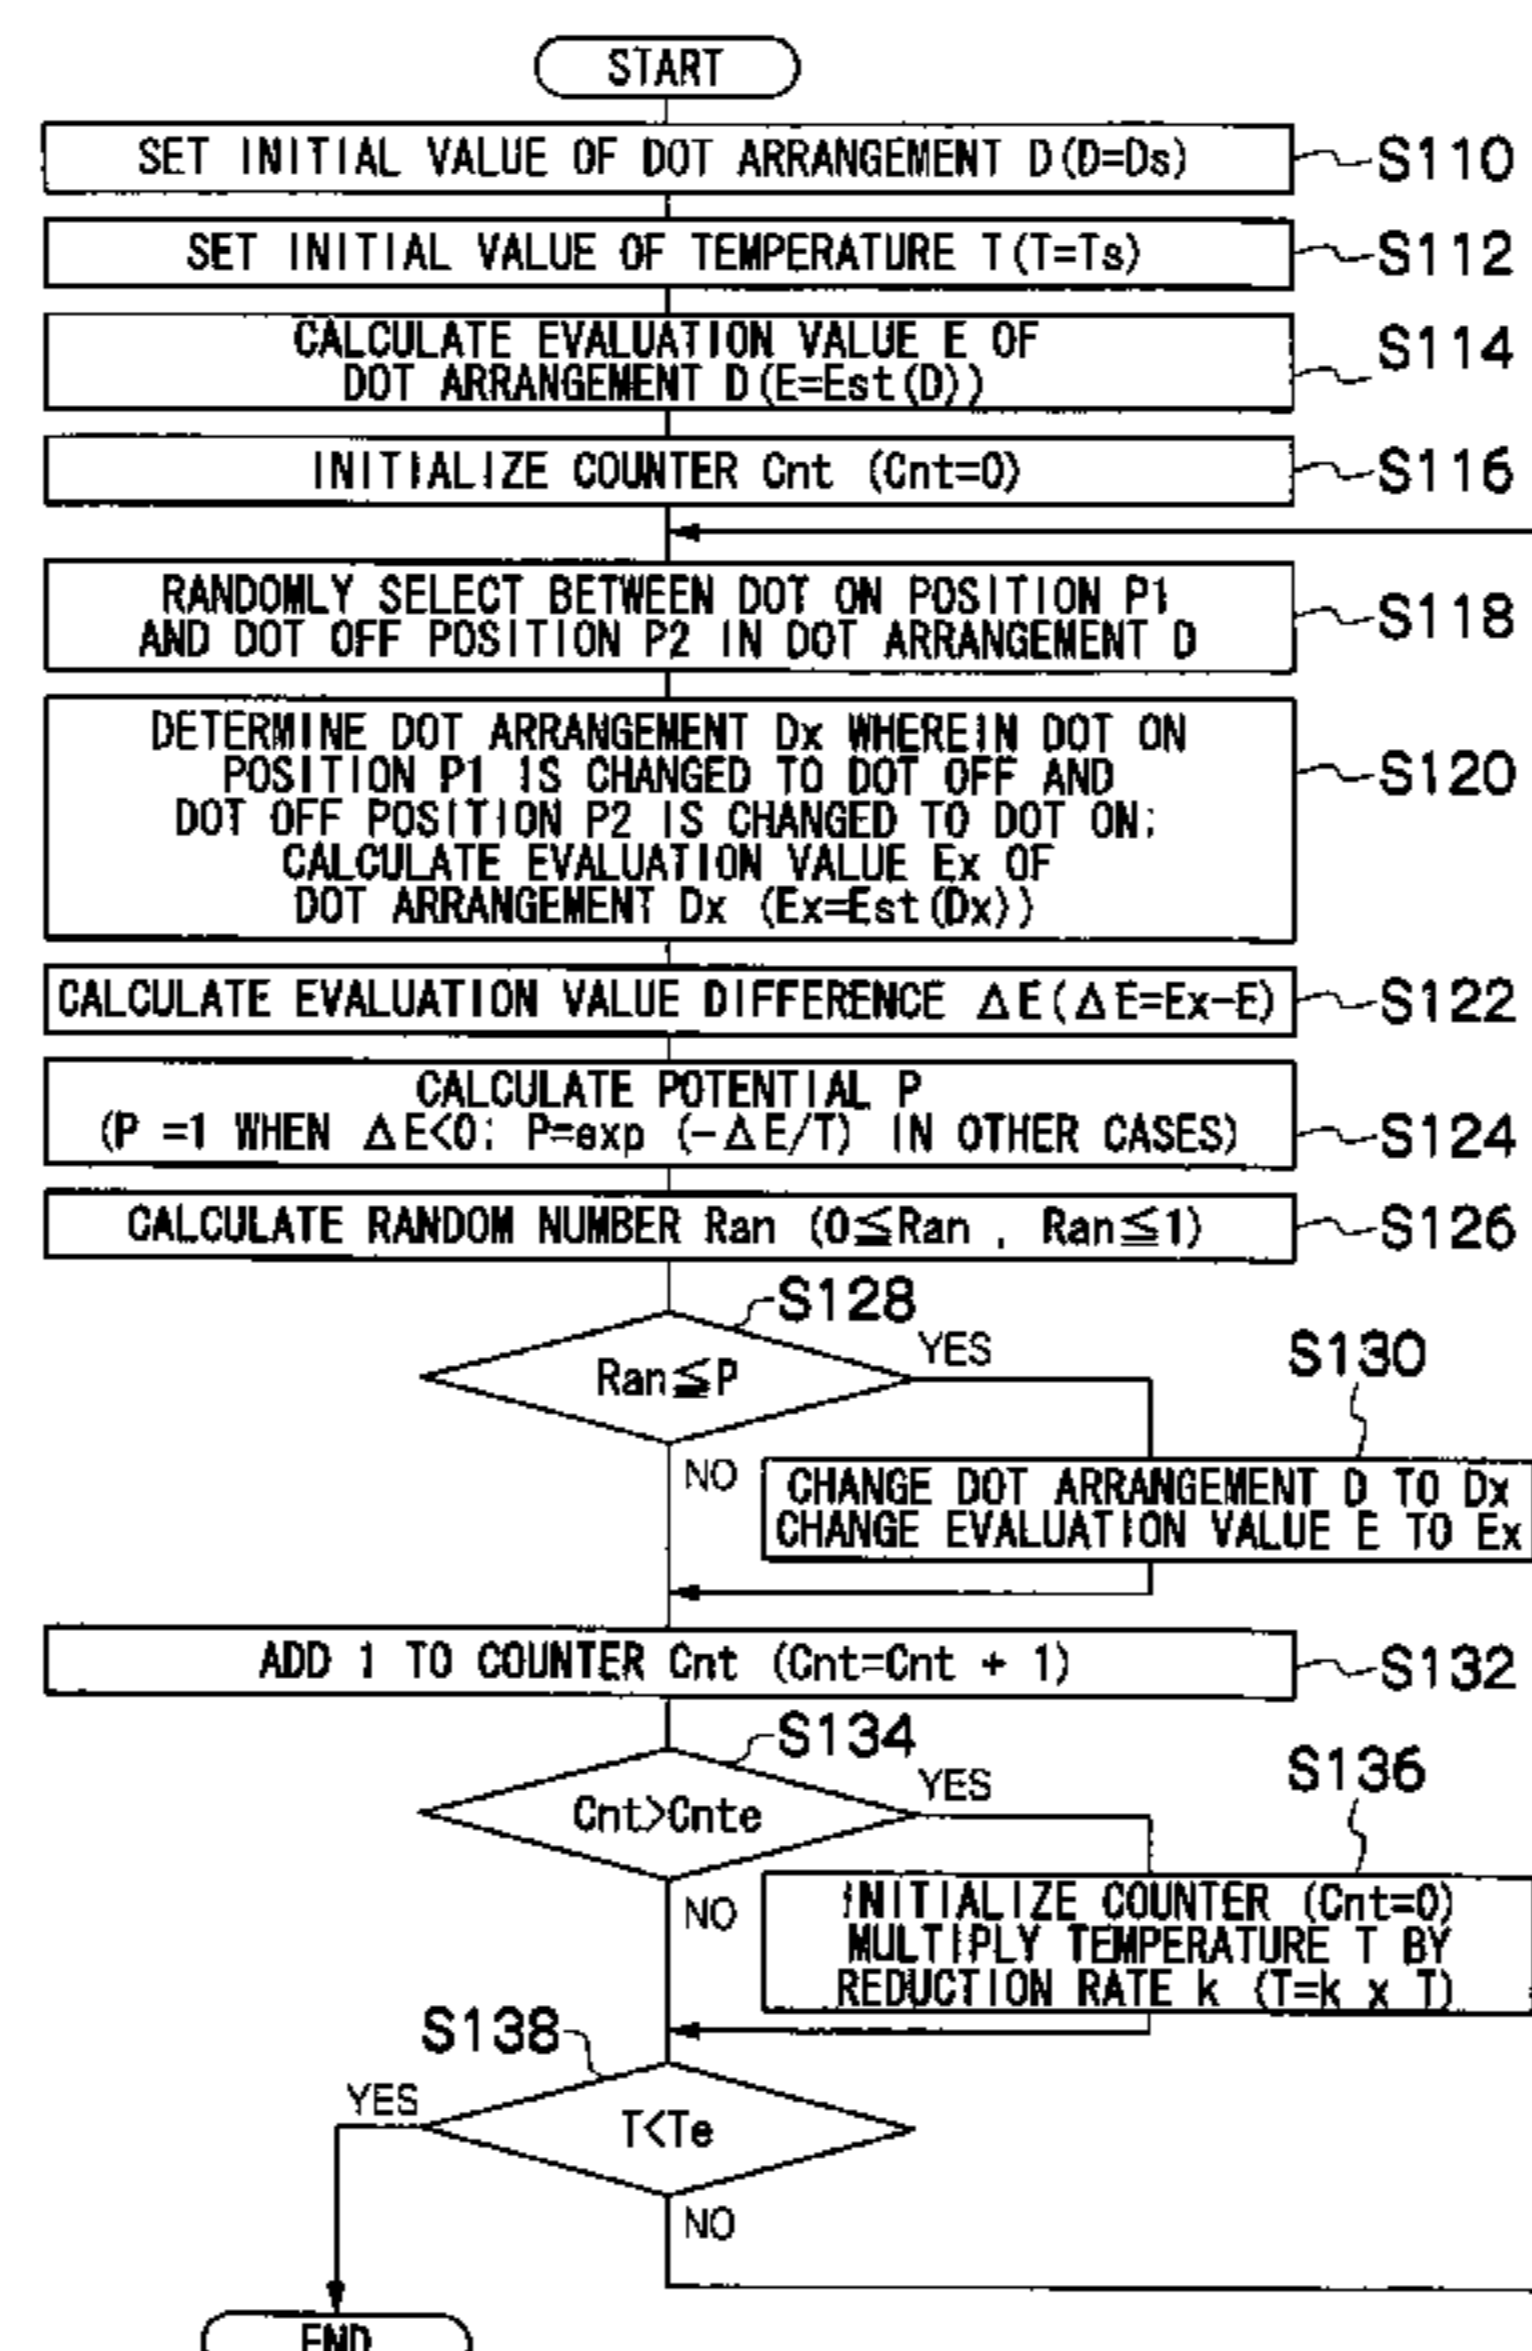 START
SET INITIAL VALUE OF DOT ARRANGEMENT D(D=Ds)
S110
SET INITIAL VALUE OF TEMPERATURE T(T=Ts)
S112
CALCULATE EVALUATION VALUE E OF
DOT ARRANGEMENT D(E=Est(D))
S114
INITIALIZE COUNTER Cnt (Cnt=0)
S116
RANDOMLY SELECT BETWEEN DOT ON POSITION P1
AND DOT OFF POSITION P2 IN DOT ARRANGEMENT D
S118
DETERMINE DOT ARRANGEMENT Dx WHEREIN DOT ON
POSITION P1 IS CHANGED TO DOT OFF AND
DOT OFF POSITION P2 IS CHANGED TO DOT ON;
CALCULATE EVALUATION VALUE Ex OF
DOT ARRANGEMENT Dx (Ex=Est(Dx))
S120
CALCULATE EVALUATION VALUE DIFFERENCE ΔE(ΔE=Ex-E)
S122
CALCULATE POTENTIAL P
(P =1 WHEN ΔE<0; P=exp (-ΔE/T) IN OTHER CASES)
S124
CALCULATE RANDOM NUMBER Ran (0≦Ran , Ran≦1)
S126
S128
Ran≦P
YES
NO
S130
CHANGE DOT ARRANGEMENT D TO Dx
CHANGE EVALUATION VALUE E TO Ex
ADD 1 TO COUNTER Cnt (Cnt=Cnt + 1)
S132
S134
Cnt>Cnte
YES
NO
S136
INITIALIZE COUNTER (Cnt=0)
MULTIPLY TEMPERATURE T BY
REDUCTION RATE k (T=k x T)
S138
T<Te
YES
NO
END